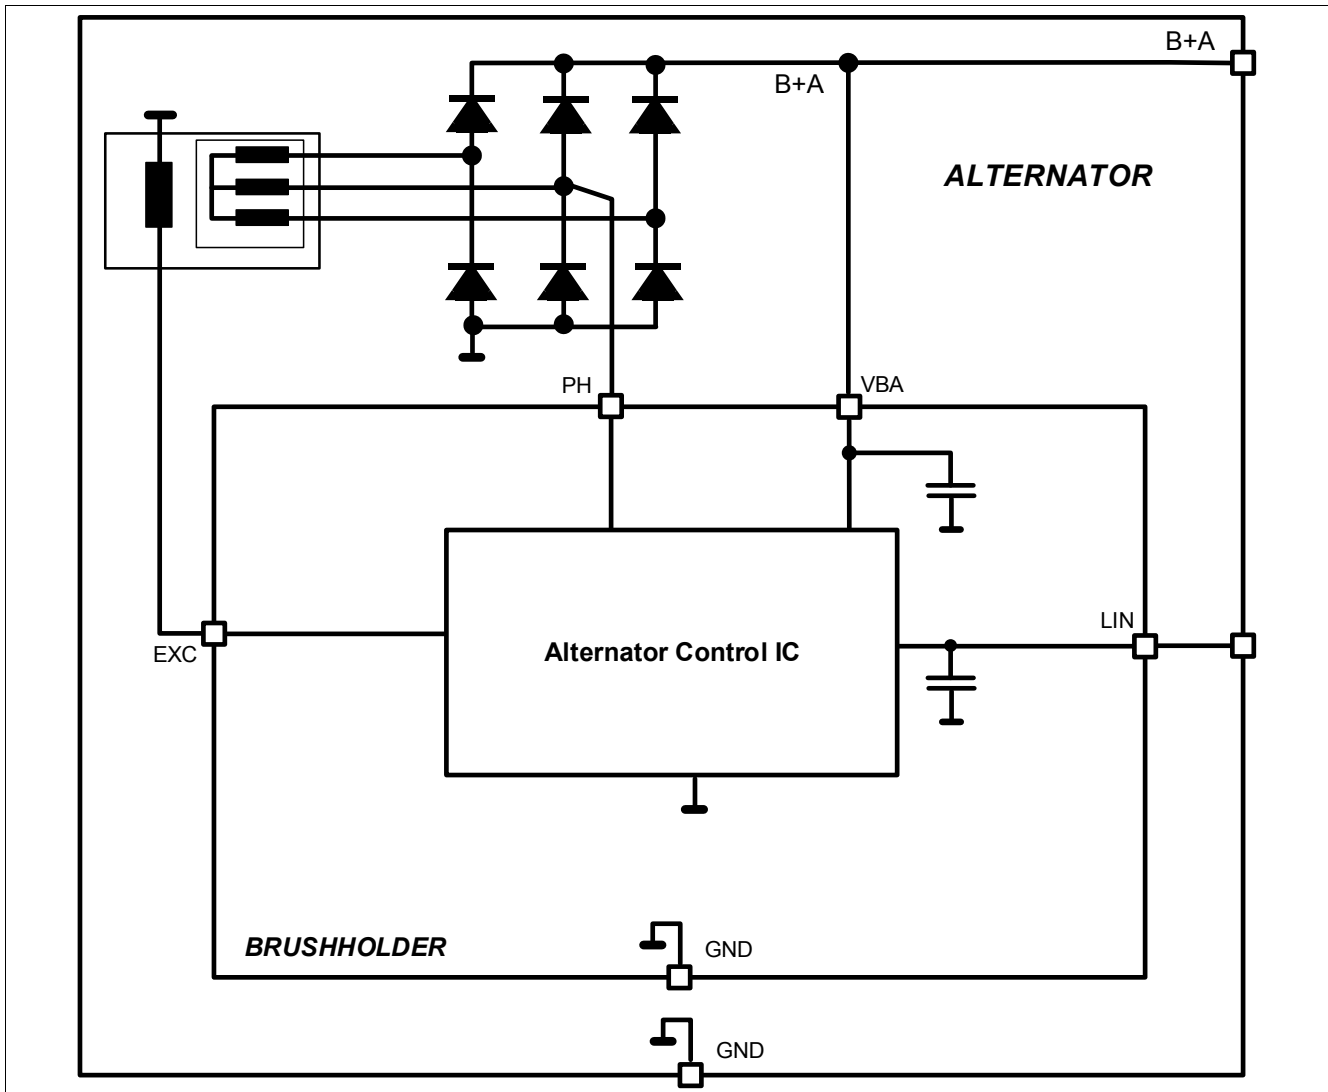 B+A
B+A
ALTERNATOR
PH
VBA
LIN
EXC
Alternator Control IC
BRUSHHOLDER
GND
GND